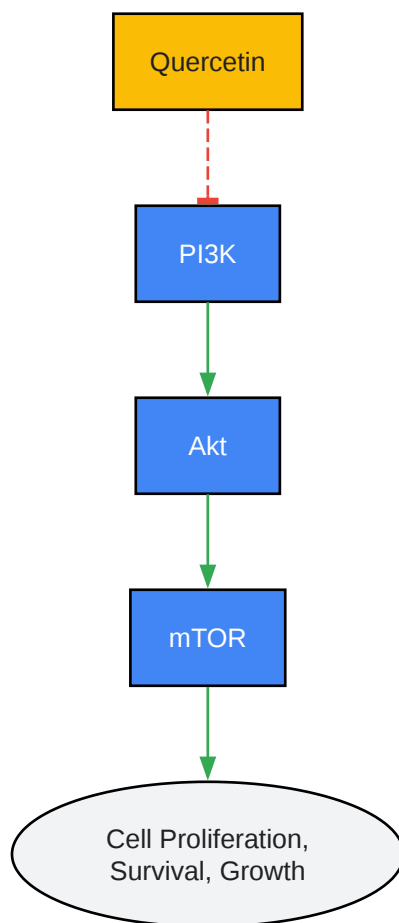 Quercetin
PI3K
Akt
mTOR
Cell Proliferation,
Survival, Growth